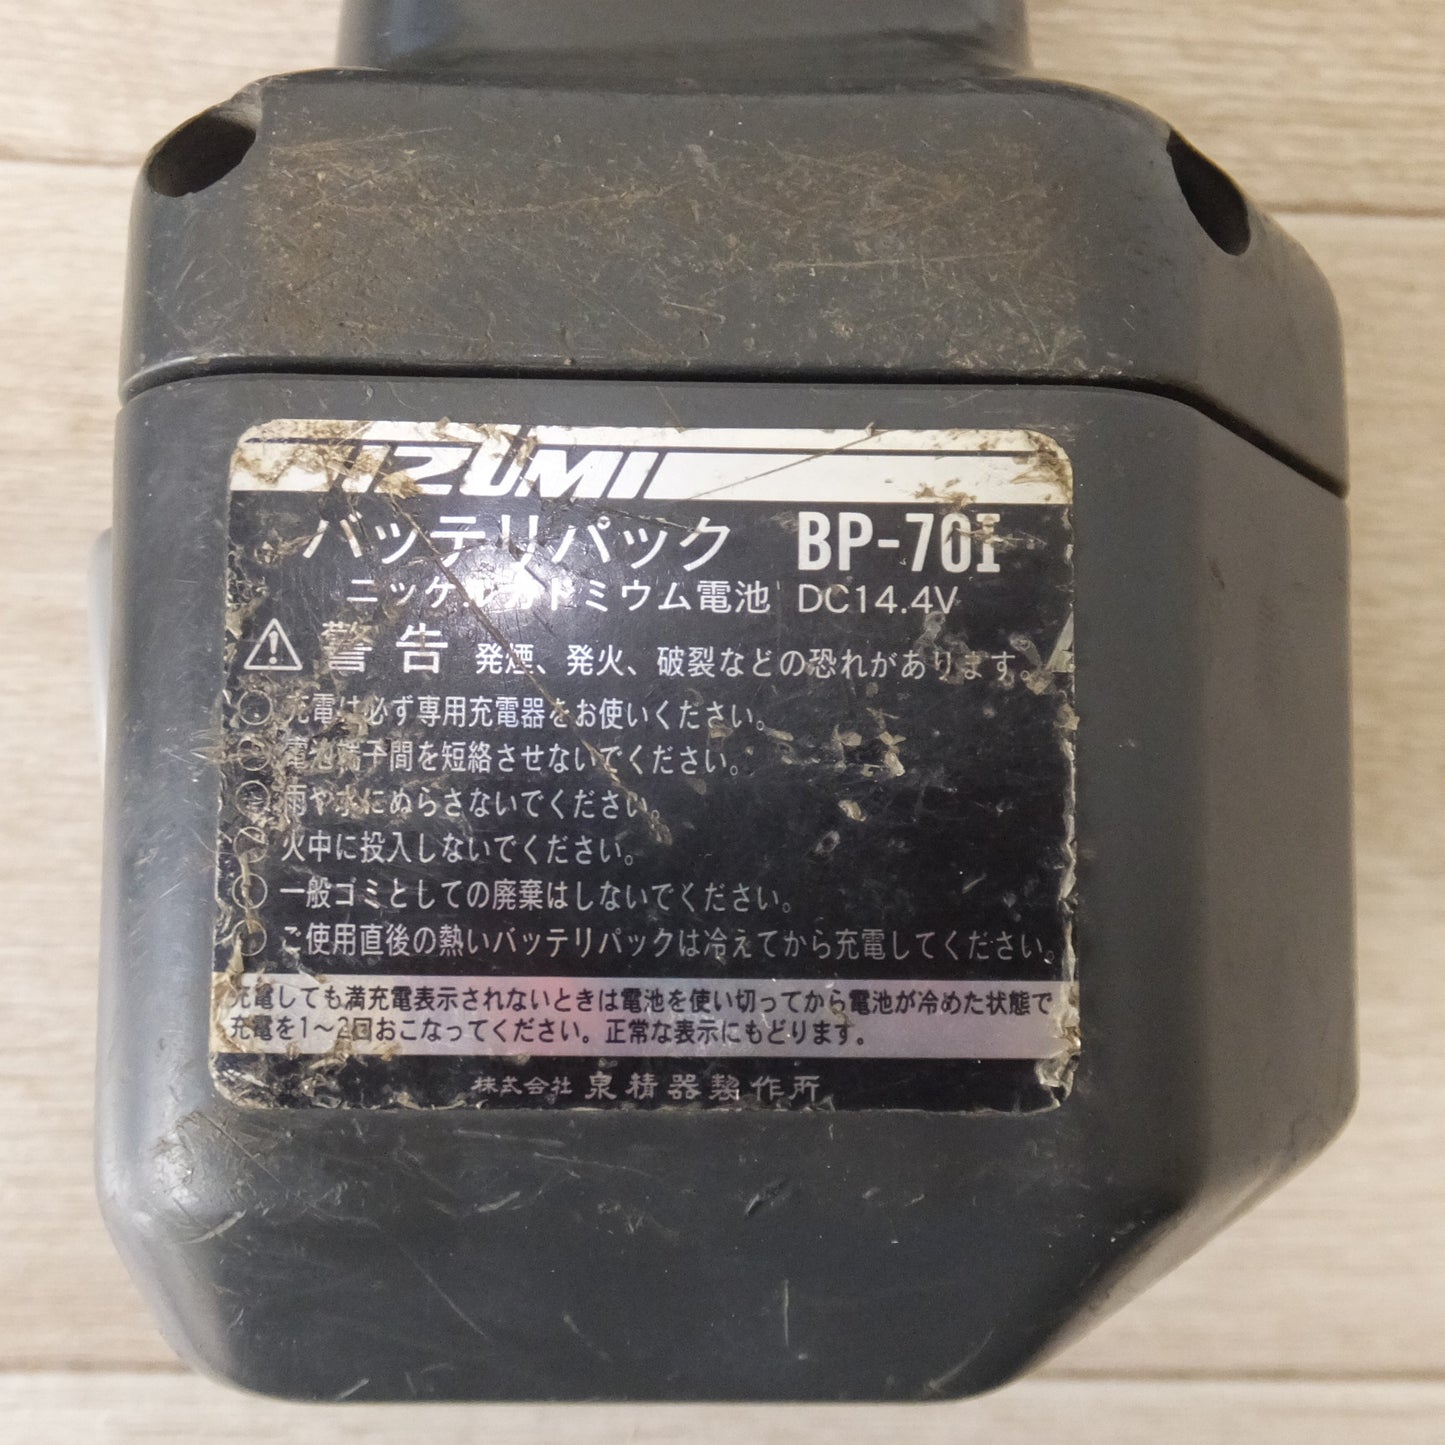 IZUMI
バッテリパック BP-70I
ニッケルカドミウム電池 DC14.4V
警告 発煙、発火、破裂などの恐れがあります。
○ 充電は必ず専用充電器をお使いください。
○ 電池端子間を短絡させないでください。
○ 雨や水にぬらさないでください。
○ 火中に投入しないでください。
○ 一般ゴミとしての廃棄はしないでください。
○ ご使用直後の熱いバッテリパックは冷えてから充電してください。
充電しても満充電表示されないときは電池を使い切ってから電池が冷めた状態で
充電を1～2回おこなってください。正常な表示にもどります。
株式会社 泉精器製作所